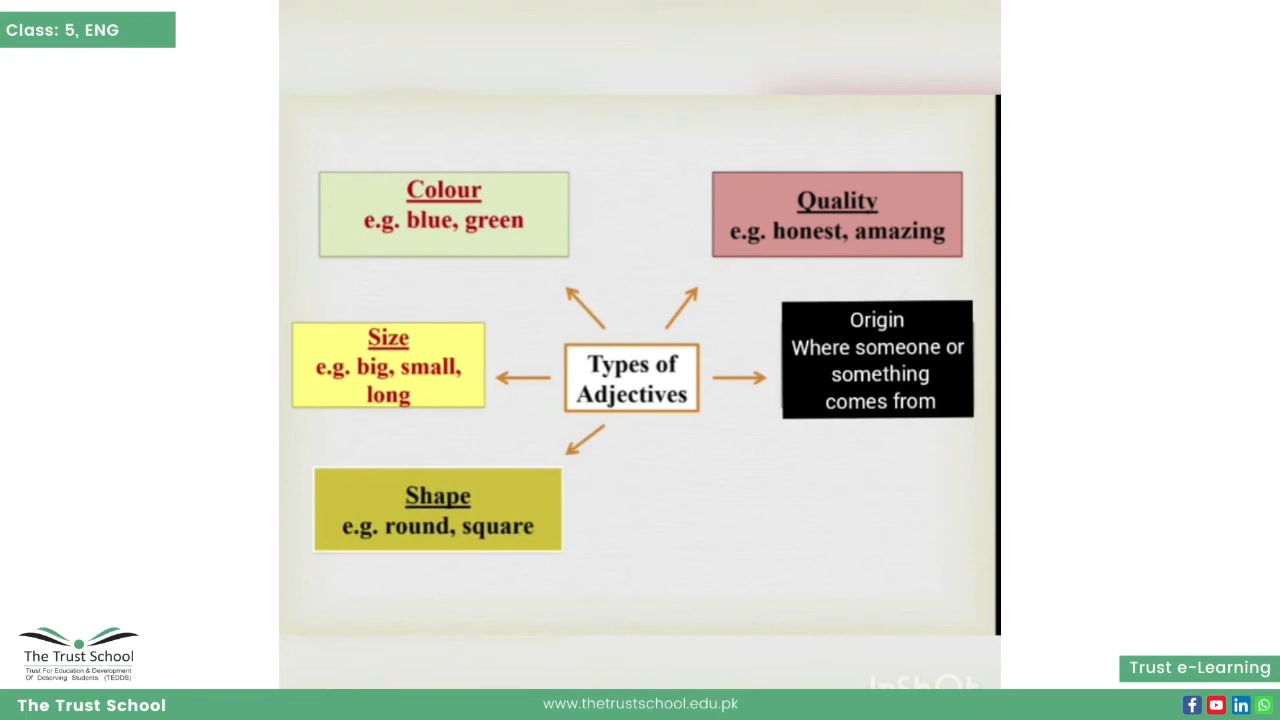 Class: 5, ENG
Colour
e.g. blue, green
Quality
e.g. honest, amazing
Size
e.g. big, small,
long
Types of
Adjectives
Origin
Where someone or
something
comes from
Shape
e.g. round, square
The Trust School
Trust For Education & Development
Of Deserving Students (TEDDS)
InShOt
Trust e-Learning
The Trust School
www.thetrustschool.edu.pk